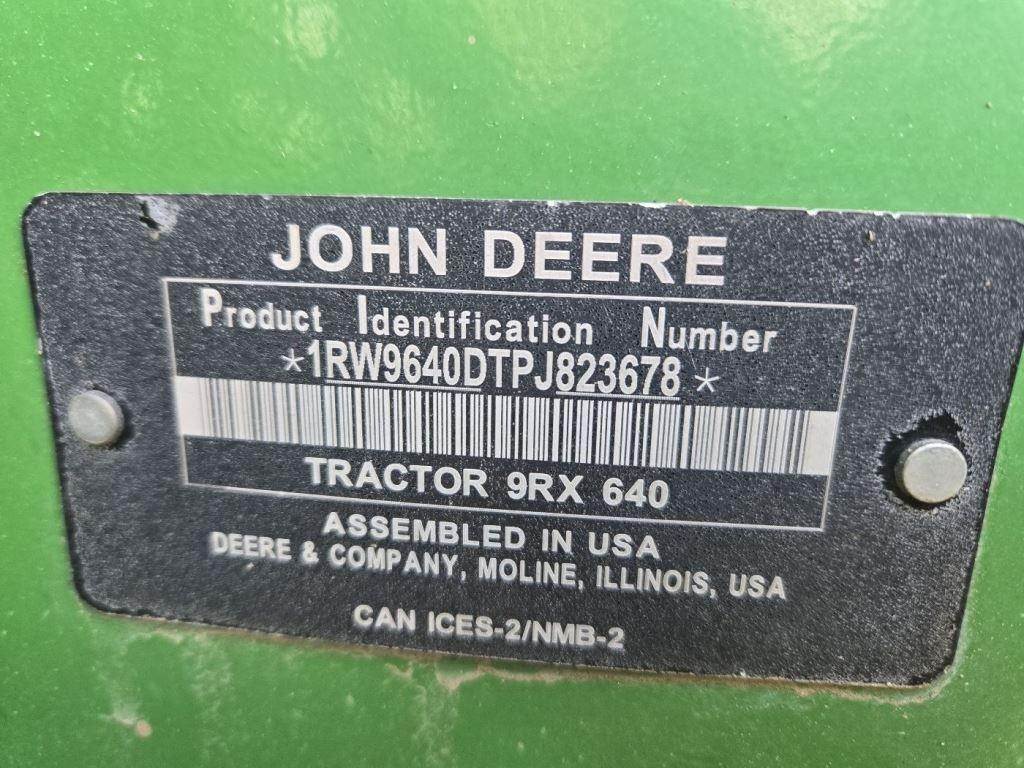 JOHN DEERE
Product Identification Number
*1RW9640DTPJ823678*
TRACTOR 9RX 640
ASSEMBLED IN USA
DEERE & COMPANY, MOLINE, ILLINOIS, USA
CAN ICES-2/NMB-2